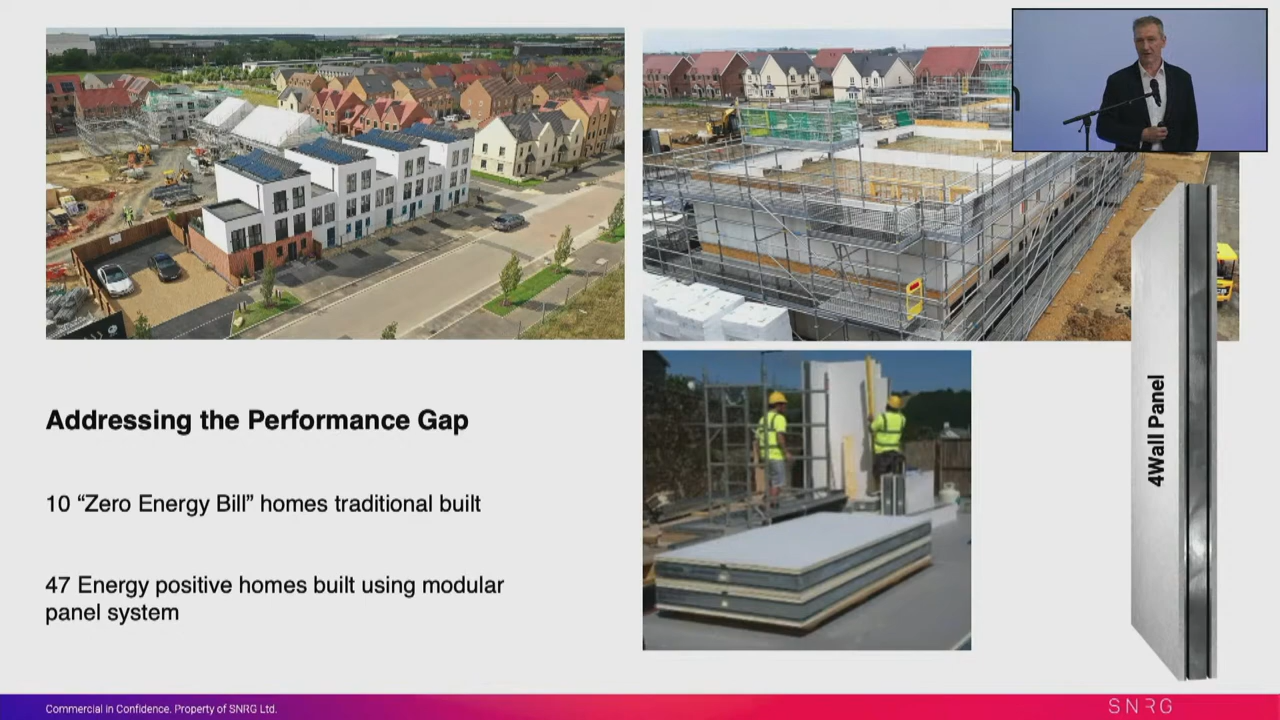 Addressing the Performance Gap
10 “Zero Energy Bill” homes traditional built
47 Energy positive homes built using modular
panel system
4Wall Panel
Commercial in Confidence. Property of SNRG Ltd.
SNRG